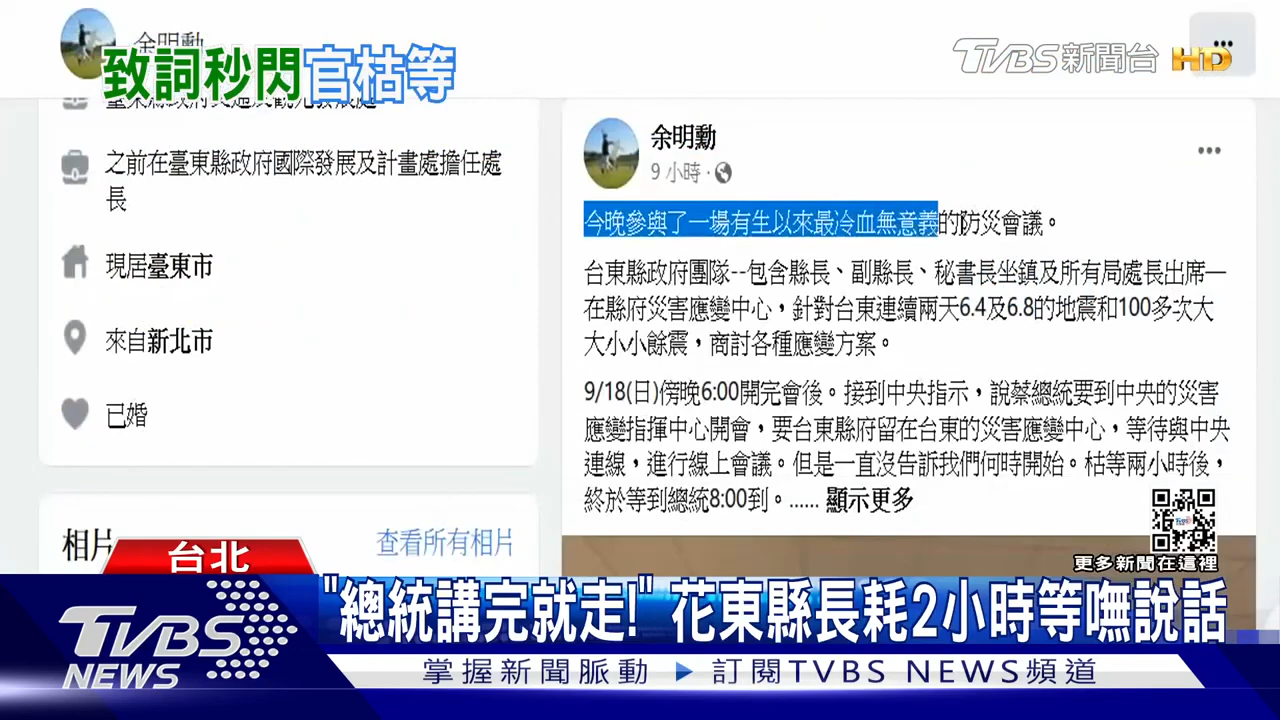 余明勳
TVBS新聞台 HD
致詞秒閃官枯等
之前在臺東縣政府國際發展及計畫處擔任處
長
現居臺東市
來自新北市
已婚
相片
查看所有相片
余明勳
9 小時
今晚參與了一場有生以來最冷血無意義的防災會議。
台東縣政府團隊--包含縣長、副縣長、秘書長坐鎮及所有局處長出席—
在縣府災害應變中心，針對台東連續兩天6.4及6.8的地震和100多次大
大小小餘震，商討各種應變方案。
9/18(日)傍晚6:00開完會後。接到中央指示，說蔡總統要到中央的災害
應變指揮中心開會，要台東縣府留在台東的災害應變中心，等待與中央
連線，進行線上會議。但是一直沒告訴我們何時開始。枯等兩小時後，
終於等到總統8:00到。...... 顯示更多
更多新聞在這裡
台北
"總統講完就走!" 花東縣長耗2小時等嘸說話
TVBS NEWS
掌握新聞脈動 ▶ 訂閱TVBS NEWS頻道